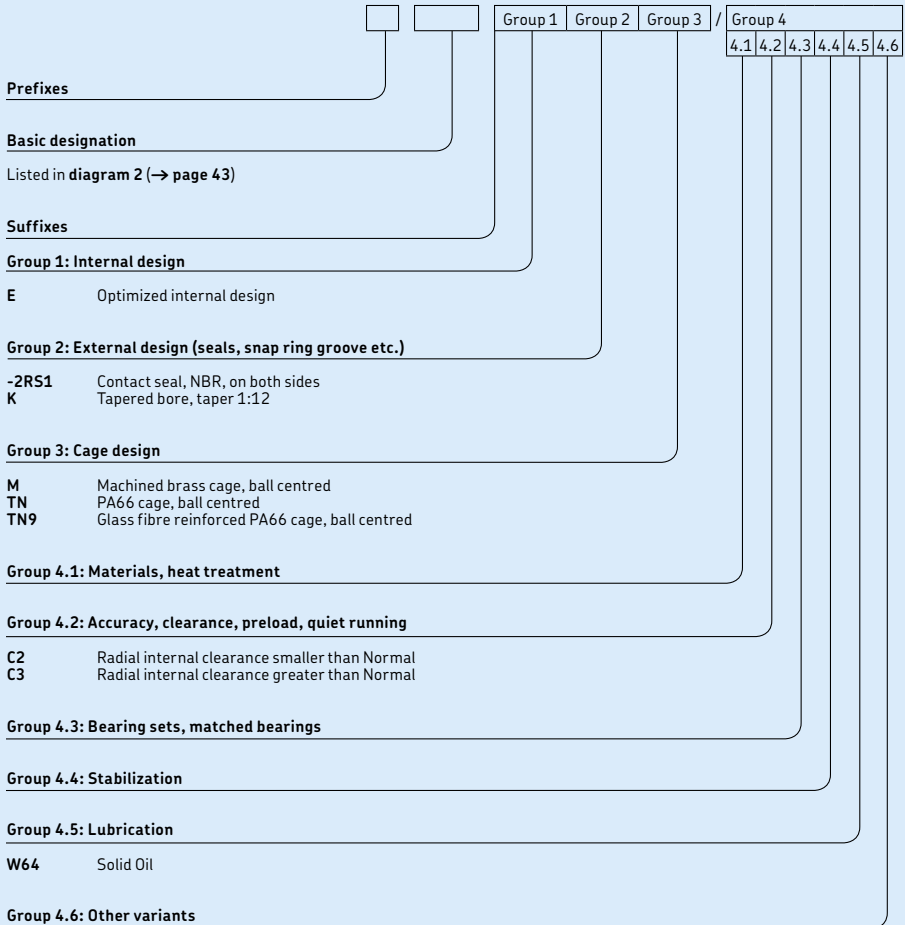 Group 1 Group 2 Group 3 / Group 4
4.1 4.2 4.3 4.4 4.5 4.6
Prefixes
Basic designation
Listed in diagram 2 (→ page 43)
Suffixes
Group 1: Internal design
E Optimized internal design
Group 2: External design (seals, snap ring groove etc.)
-2RS1 Contact seal, NBR, on both sides
K Tapered bore, taper 1:12
Group 3: Cage design
M Machined brass cage, ball centred
TN PA66 cage, ball centred
TN9 Glass fibre reinforced PA66 cage, ball centred
Group 4.1: Materials, heat treatment
Group 4.2: Accuracy, clearance, preload, quiet running
C2 Radial internal clearance smaller than Normal
C3 Radial internal clearance greater than Normal
Group 4.3: Bearing sets, matched bearings
Group 4.4: Stabilization
Group 4.5: Lubrication
W64 Solid Oil
Group 4.6: Other variants